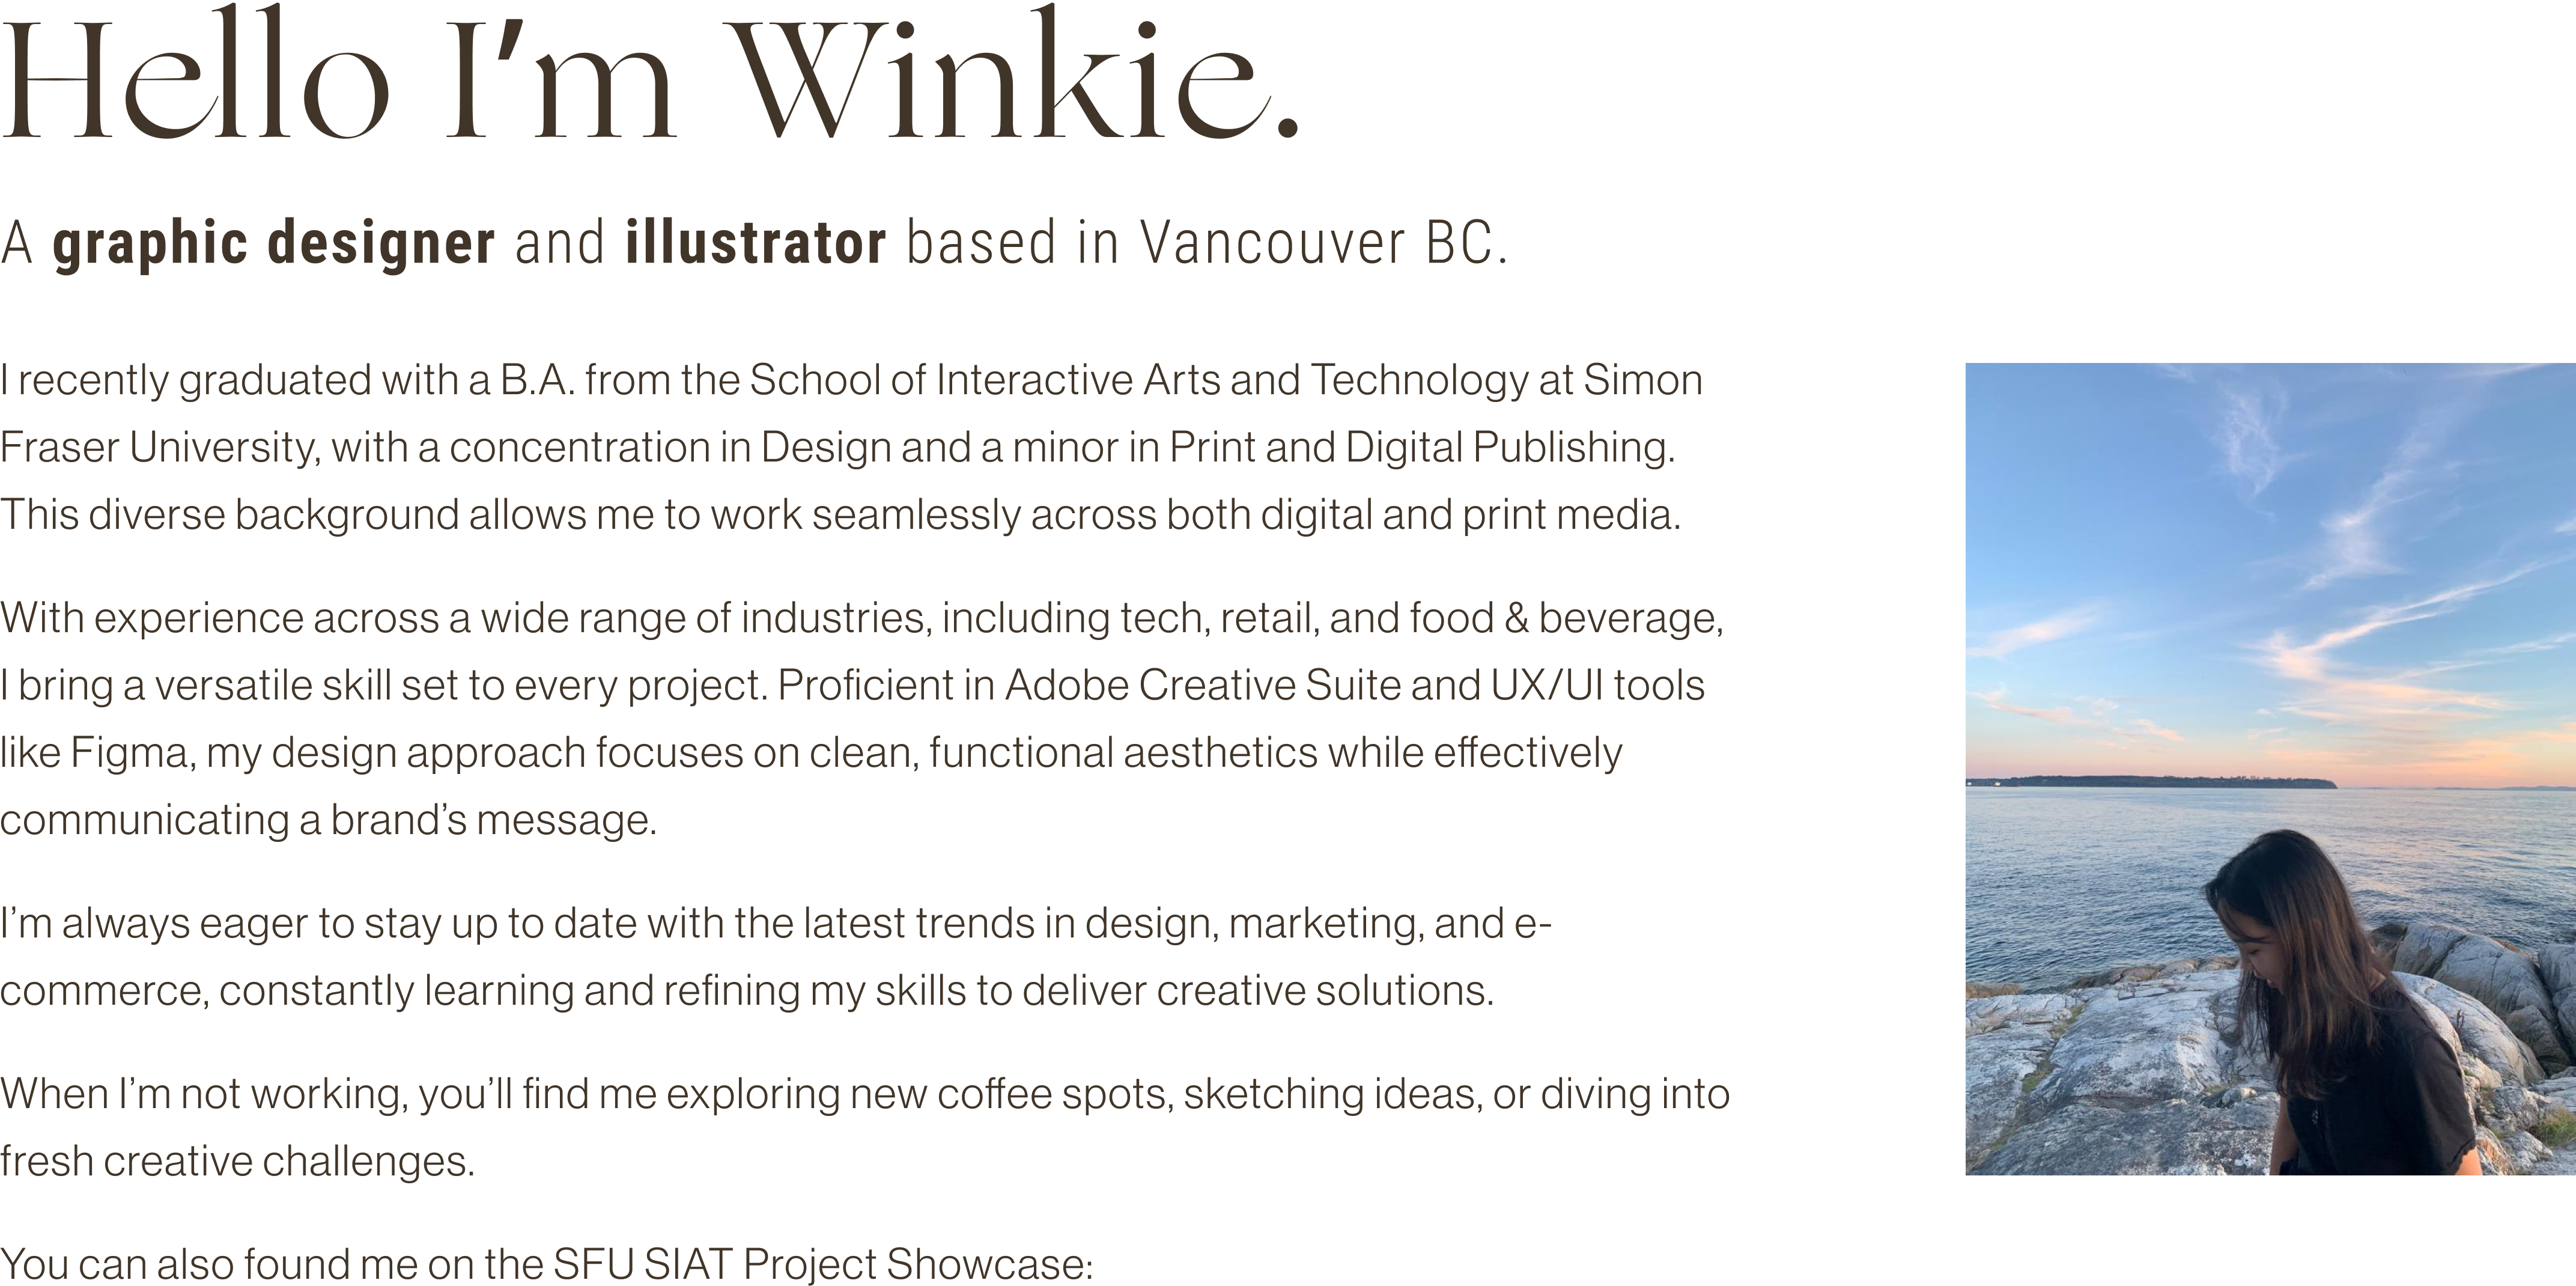 Hello I'm Winkie.
A graphic designer and illustrator based in Vancouver BC.
I recently graduated with a B.A. from the School of Interactive Arts and Technology at Simon
Fraser University, with a concentration in Design and a minor in Print and Digital Publishing.
This diverse background allows me to work seamlessly across both digital and print media.
With experience across a wide range of industries, including tech, retail, and food & beverage,
I bring a versatile skill set to every project. Proficient in Adobe Creative Suite and UX/UI tools
like Figma, my design approach focuses on clean, functional aesthetics while effectively
communicating a brand’s message.
I’m always eager to stay up to date with the latest trends in design, marketing, and e-
commerce, constantly learning and refining my skills to deliver creative solutions.
When I’m not working, you’ll find me exploring new coffee spots, sketching ideas, or diving into
fresh creative challenges.
You can also found me on the SFU SIAT Project Showcase: